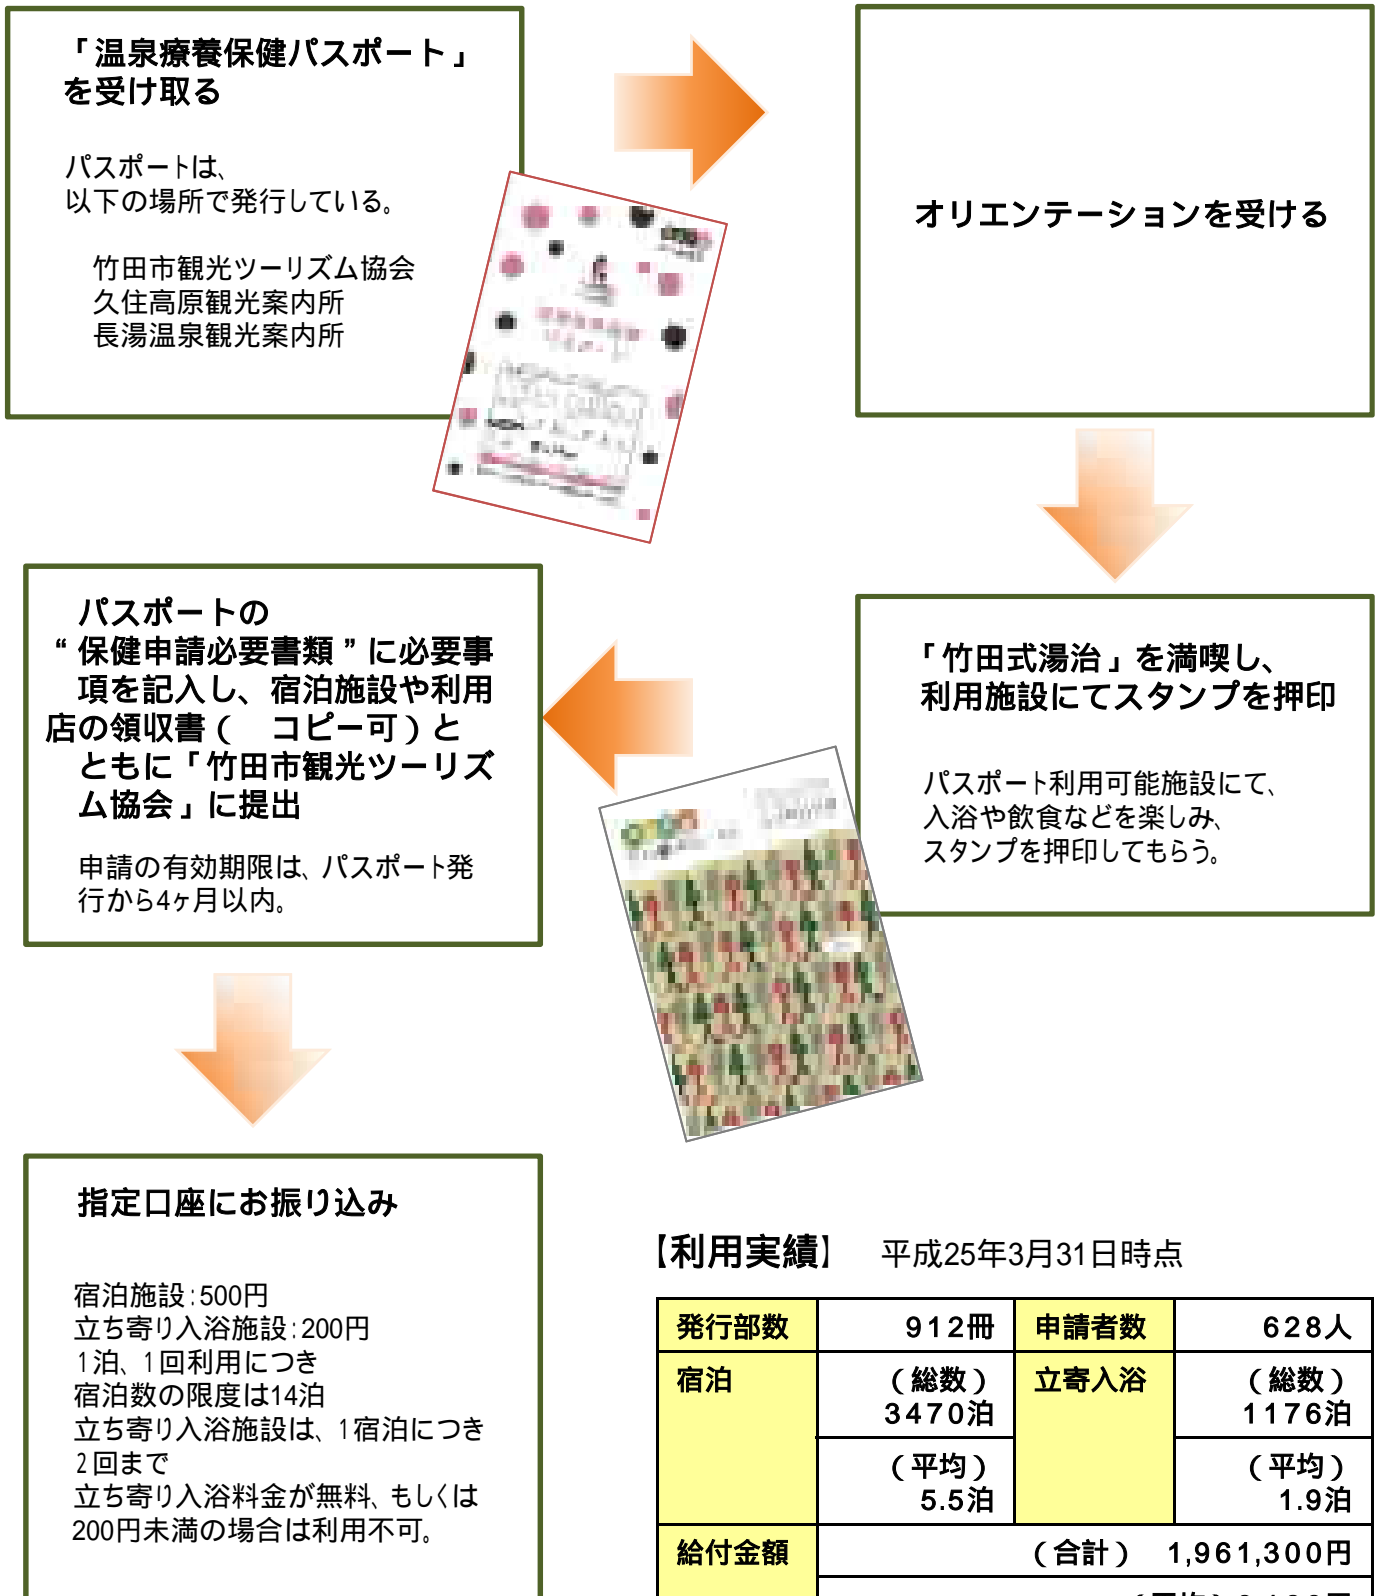 「温泉療養保健パスポート」
を受け取る
パスポートは、
以下の場所で発行している。
竹田市観光ツーリズム協会
久住高原観光案内所
長湯温泉観光案内所
オリエンテーションを受ける
「竹田式湯治」を満喫し、
利用施設にてスタンプを押印
パスポート利用可能施設にて、
入浴や飲食などを楽しみ、
スタンプを押印してもらう。
パスポートの
“保健申請必要書類”に必要事
項を記入し、宿泊施設や利用
店の領収書（　コピー可）と
ともに「竹田市観光ツーリズ
ム協会」に提出
申請の有効期限は、パスポート発
行から4ヶ月以内。
指定口座にお振り込み
宿泊施設：500円
立ち寄り入浴施設：200円
1泊、1回利用につき
宿泊数の限度は14泊
立ち寄り入浴施設は、1宿泊につき
2回まで
立ち寄り入浴料金が無料、もしくは
200円未満の場合は利用不可。
【利用実績】　平成25年3月31日時点
発行部数　912冊　申請者数　628人
宿泊　（総数）　立寄入浴　（総数）
3470泊　1176泊
（平均）　（平均）
5.5泊　1.9泊
給付金額　（合計）　1,961,300円